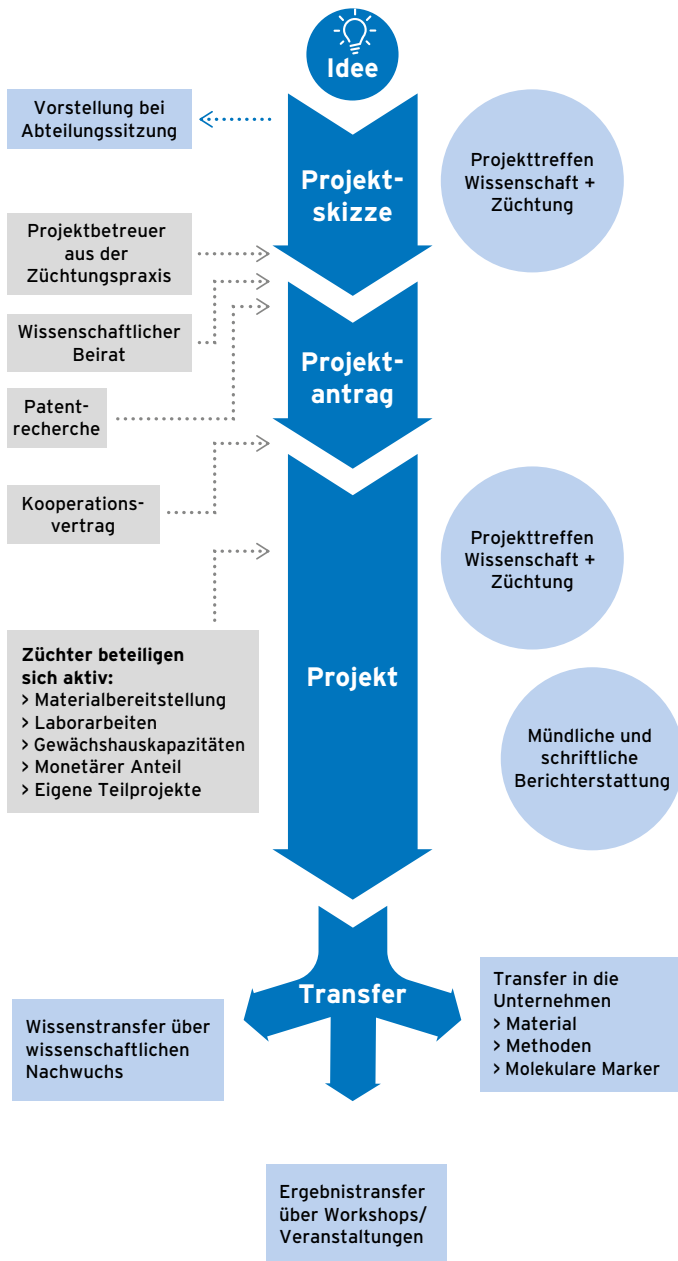 Idee
Vorstellung bei
Abteilungssitzung
Projekt-
skizze
Projekttreffen
Wissenschaft +
Züchtung
Projektbetreuer
aus der
Züchtungspraxis
Wissenschaftlicher
Beirat
Projekt-
antrag
Patent-
recherche
Kooperations-
vertrag
Projekttreffen
Wissenschaft +
Züchtung
Züchter beteiligen
sich aktiv:
> Materialbereitstellung
> Laborarbeiten
> Gewächshauskapazitäten
> Monetärer Anteil
> Eigene Teilprojekte
Projekt
Mündliche und
schriftliche
Berichterstattung
Transfer
Wissenstransfer über
wissenschaftlichen
Nachwuchs
Transfer in die
Unternehmen
> Material
> Methoden
> Molekulare Marker
Ergebnistransfer
über Workshops/
Veranstaltungen